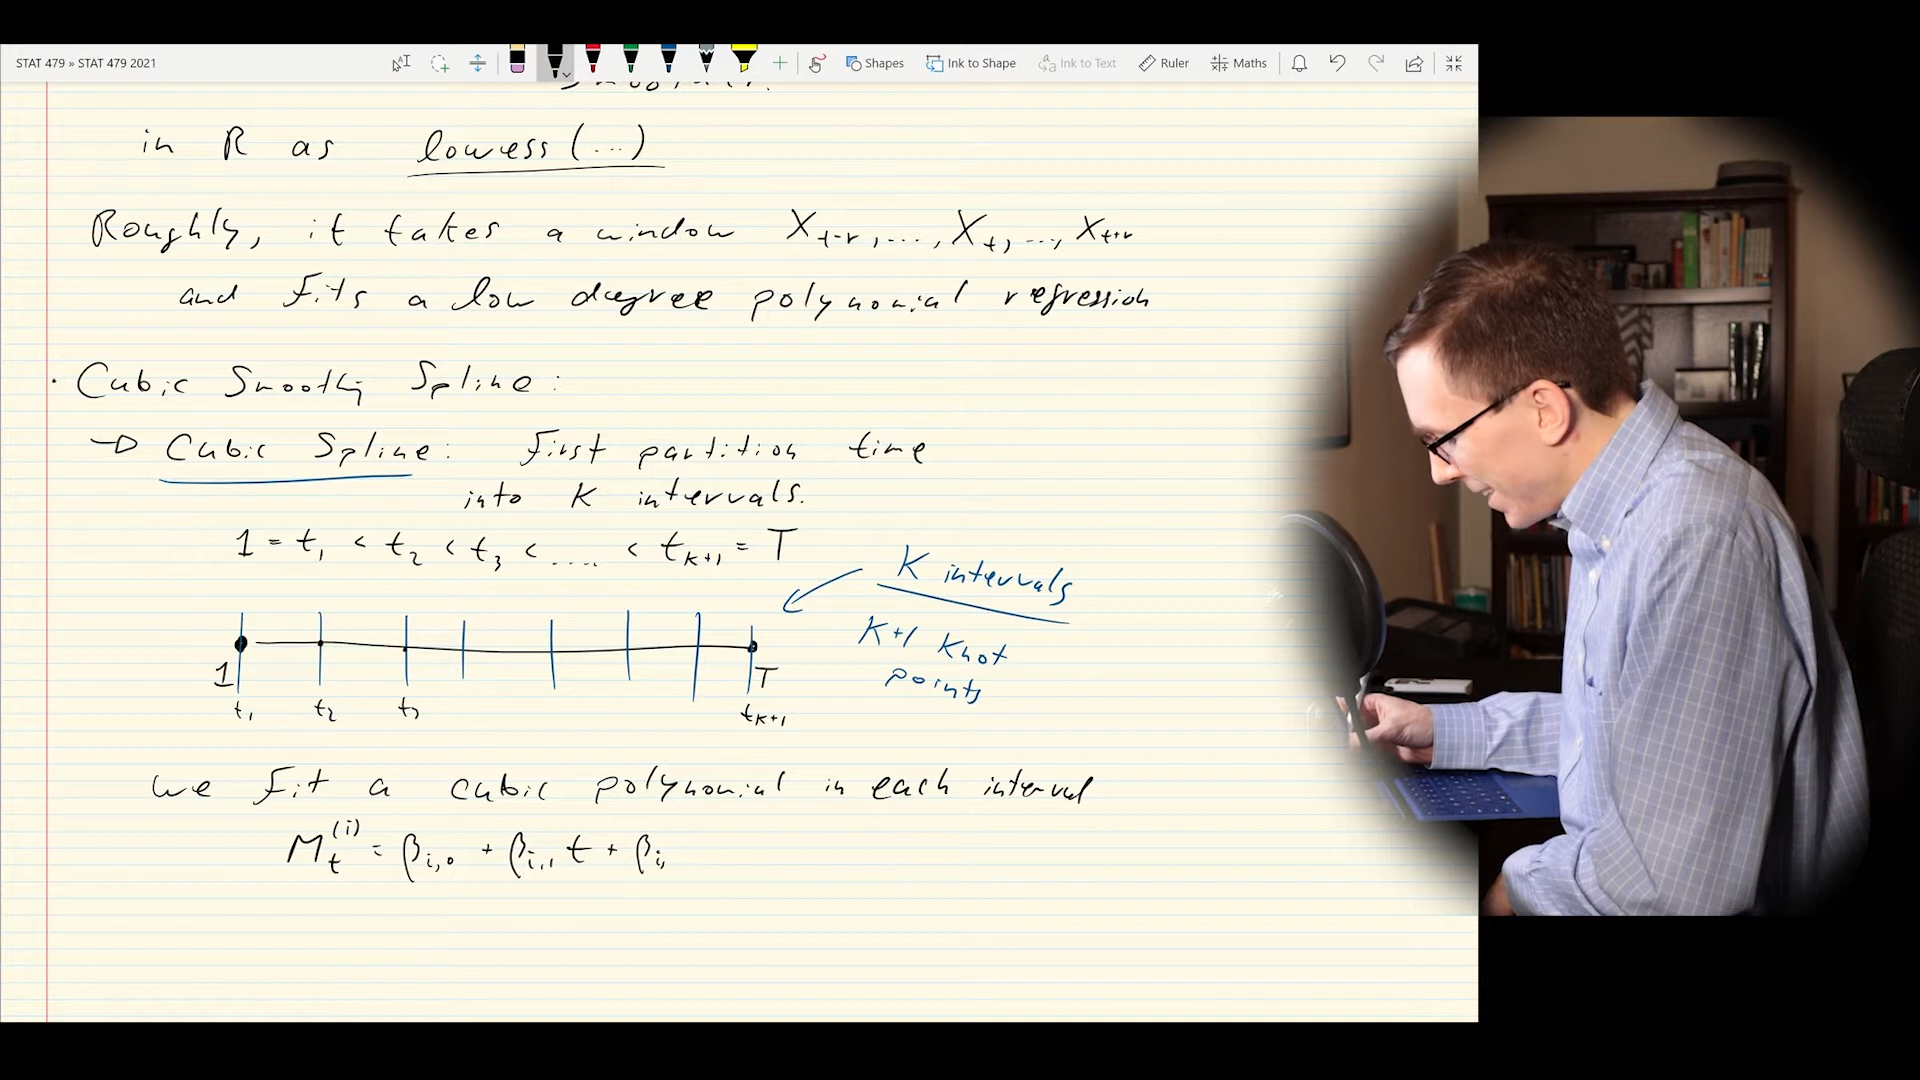 STAT 479 » STAT 479 2021
Shapes
Ink to Shape
Ink to Text
Ruler
Maths
in R as lowess (...)
Roughly, it takes a window X_{t-r}, ..., X_t, ..., X_{t+r}
and fits a low degree polynomial regression
· Cubic Smoothing Spline :
→ Cubic Spline : First partition time
into K intervals.
1 = t_1 < t_2 < t_3 < ..... < t_{K+1} = T
K intervals
K+1 Knot
points
1 T
t_1 t_2 t_3 t_{K+1}
we fit a cubic polynomial in each interval
M_t^{(i)} = β_{i,0} + β_{i,1} t + β_{i,